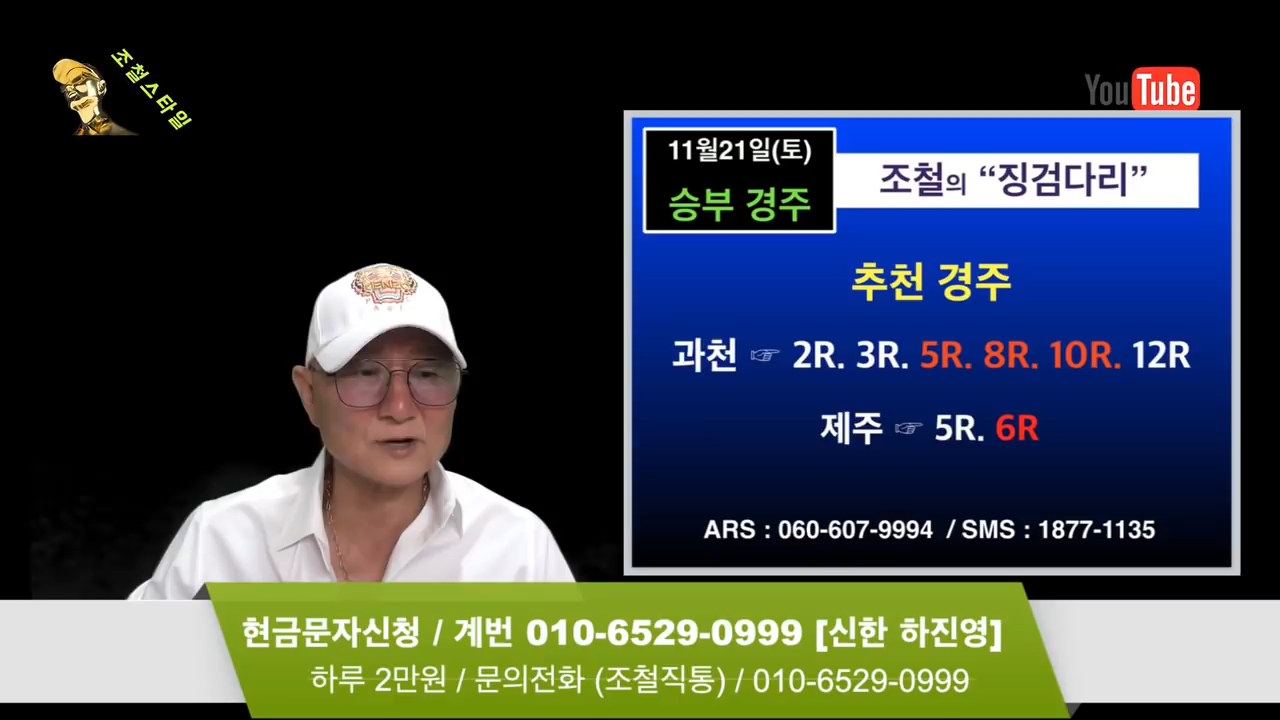 조철스타일
YouTube
11월21일(토)
승부 경주
조철의 “징검다리”
추천 경주
과천 ☞ 2R. 3R. 5R. 8R. 10R. 12R
제주 ☞ 5R. 6R
ARS : 060-607-9994 / SMS : 1877-1135
현금문자신청 / 계번 010-6529-0999 [신한 하진영]
하루 2만원 / 문의전화 (조철직통) / 010-6529-0999